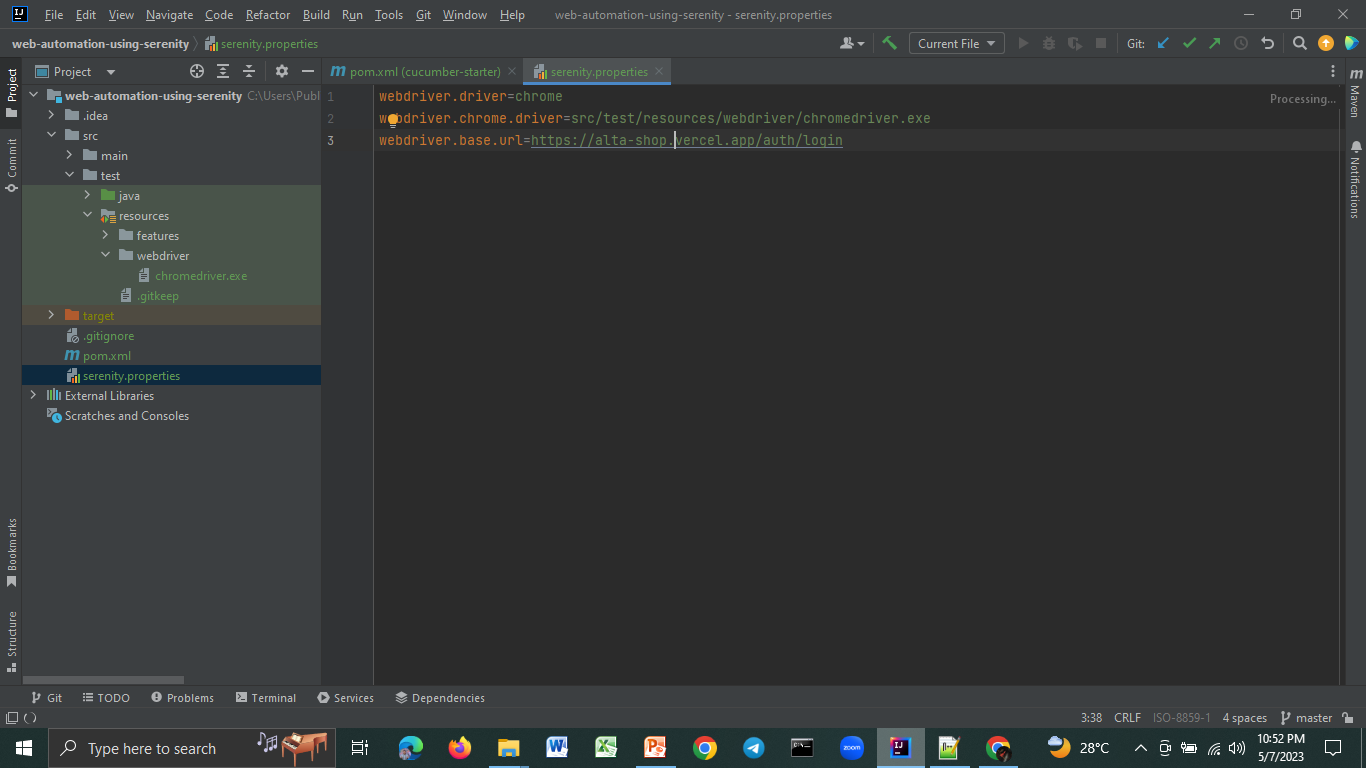 File Edit View Navigate Code Refactor Build Run Tools Git Window Help web-automation-using-serenity - serenity.properties
web-automation-using-serenity serenity.properties Current File Git:
Project
pom.xml (cucumber-starter) serenity.properties
Project
Commit
Bookmarks
Structure
web-automation-using-serenity C:\Users\Publ
.idea
src
main
test
java
resources
features
webdriver
chromedriver.exe
.gitkeep
target
.gitignore
pom.xml
serenity.properties
External Libraries
Scratches and Consoles
1 webdriver.driver=chrome
2 webdriver.chrome.driver=src/test/resources/webdriver/chromedriver.exe
3 webdriver.base.url=https://alta-shop.vercel.app/auth/login
Processing...
Maven
Notifications
Git TODO Problems Terminal Services Dependencies
3:38 CRLF ISO-8859-1 4 spaces master
Type here to search
zoom
28°C
10:52 PM
5/7/2023